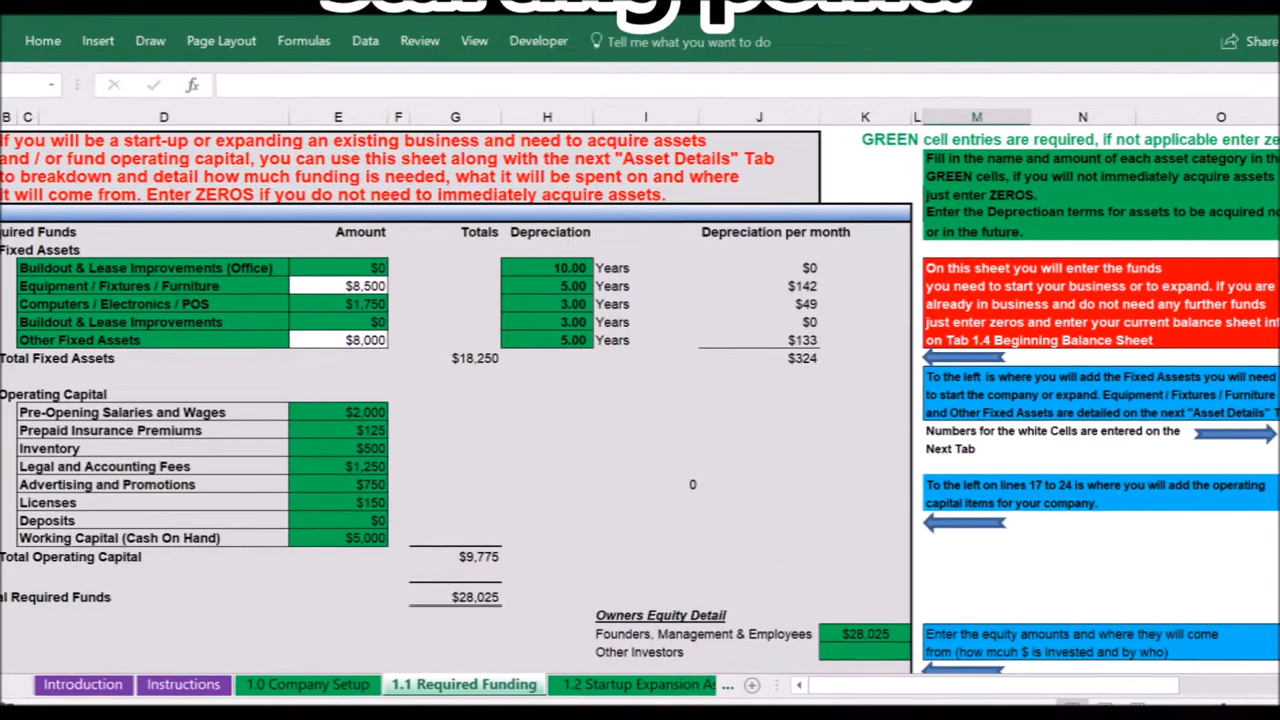 starting point
Home Insert Draw Page Layout Formulas Data Review View Developer Tell me what you want to do Share
fx
B C D E F G H I J K L M N O
if you will be a start-up or expanding an existing business and need to acquire assets
and / or fund operating capital, you can use this sheet along with the next "Asset Details" Tab
to breakdown and detail how much funding is needed, what it will be spent on and where
it will come from. Enter ZEROS if you do not need to immediately acquire assets.
GREEN cell entries are required, if not applicable enter ze
Fill in the name and amount of each asset category in th
GREEN cells, if you will not immediately acquire assets
just enter ZEROS.
Enter the Deprectioan terms for assets to be acquired no
or in the future.
uired Funds Amount Totals Depreciation Depreciation per month
Fixed Assets
Buildout & Lease Improvements (Office) $0 10.00 Years $0
Equipment / Fixtures / Furniture $8,500 5.00 Years $142
Computers / Electronics / POS $1,750 3.00 Years $49
Buildout & Lease Improvements $0 3.00 Years $0
Other Fixed Assets $8,000 5.00 Years $133
Total Fixed Assets $18,250 $324
On this sheet you will enter the funds
you need to start your business or to expand. If you are
already in business and do not need any further funds
just enter zeros and enter your current balance sheet in
on Tab 1.4 Beginning Balance Sheet
To the left is where you will add the Fixed Assests you will need
to start the company or expand. Equipment / Fixtures / Furniture
and Other Fixed Assets are detailed on the next "Asset Details" T
Numbers for the white Cells are entered on the
Next Tab
Operating Capital
Pre-Opening Salaries and Wages $2,000
Prepaid Insurance Premiums $125
Inventory $500
Legal and Accounting Fees $1,250
Advertising and Promotions $750 0
Licenses $150
Deposits $0
Working Capital (Cash On Hand) $5,000
Total Operating Capital $9,775
To the left on lines 17 to 24 is where you will add the operating
capital items for your company.
al Required Funds $28,025
Owners Equity Detail
Founders, Management & Employees $28,025
Other Investors
Enter the equity amounts and where they will come
from (how mcuh $ is invested and by who)
Introduction Instructions 1.0 Company Setup 1.1 Required Funding 1.2 Startup Expansion As ...